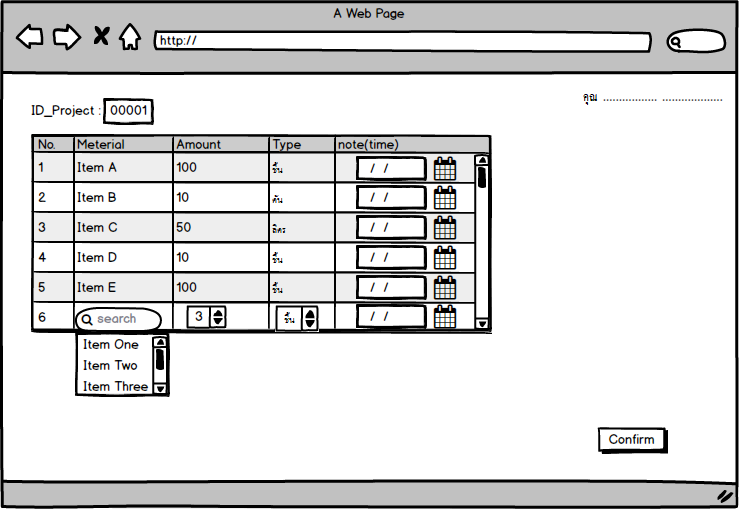 A Web Page
http://
คุณ ................. ...................
ID_Project : 00001
No. Meterial Amount Type note(time)
1 Item A 100 ชิ้น / /
2 Item B 10 คัน / /
3 Item C 50 ลิตร / /
4 Item D 10 ชิ้น / /
5 Item E 100 ชิ้น / /
6 search 3 ชิ้น / /
Item One
Item Two
Item Three
Confirm